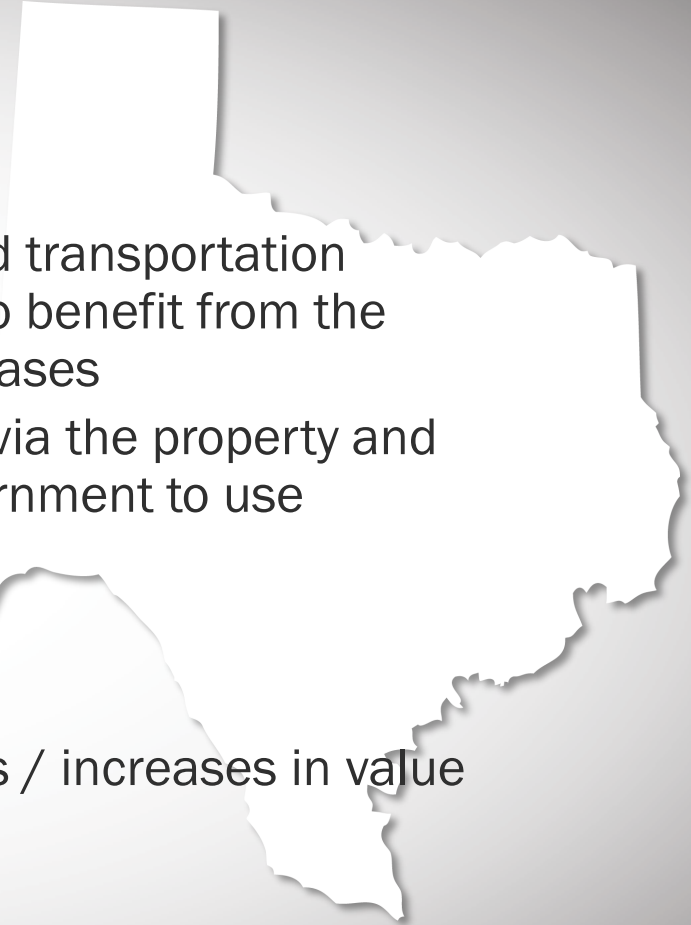 d transportation
o benefit from the
ases
via the property and
rnment to use
s / increases in value